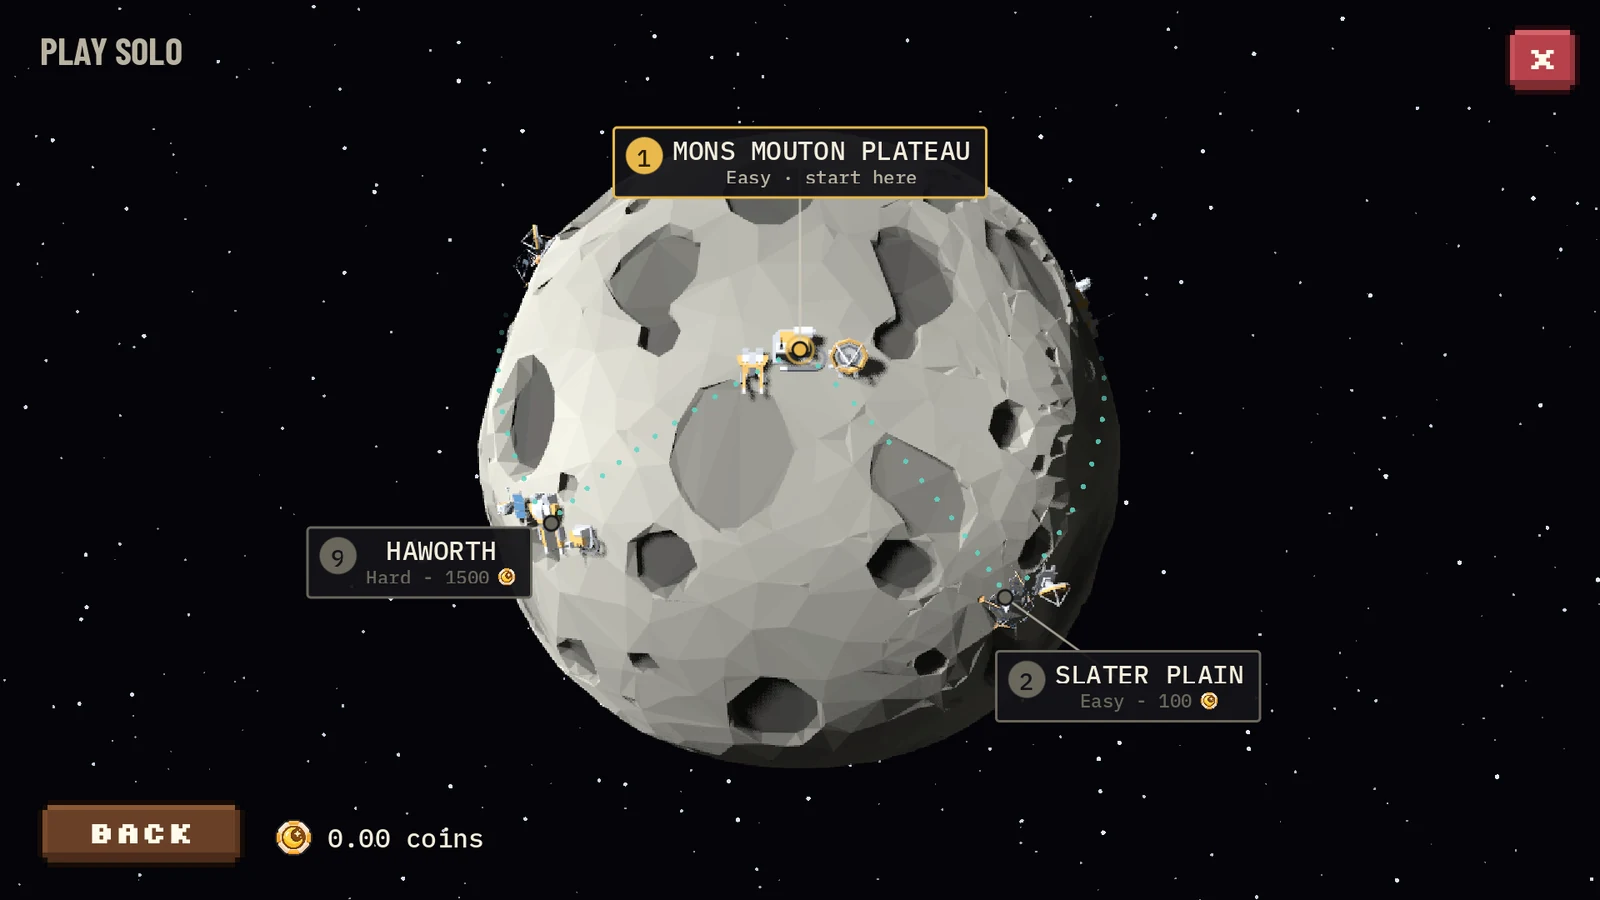 PLAY SOLO
X
1 MONS MOUTON PLATEAU
Easy · start here
9 HAWORTH
Hard - 1500
2 SLATER PLAIN
Easy - 100
BACK
0.00 coins